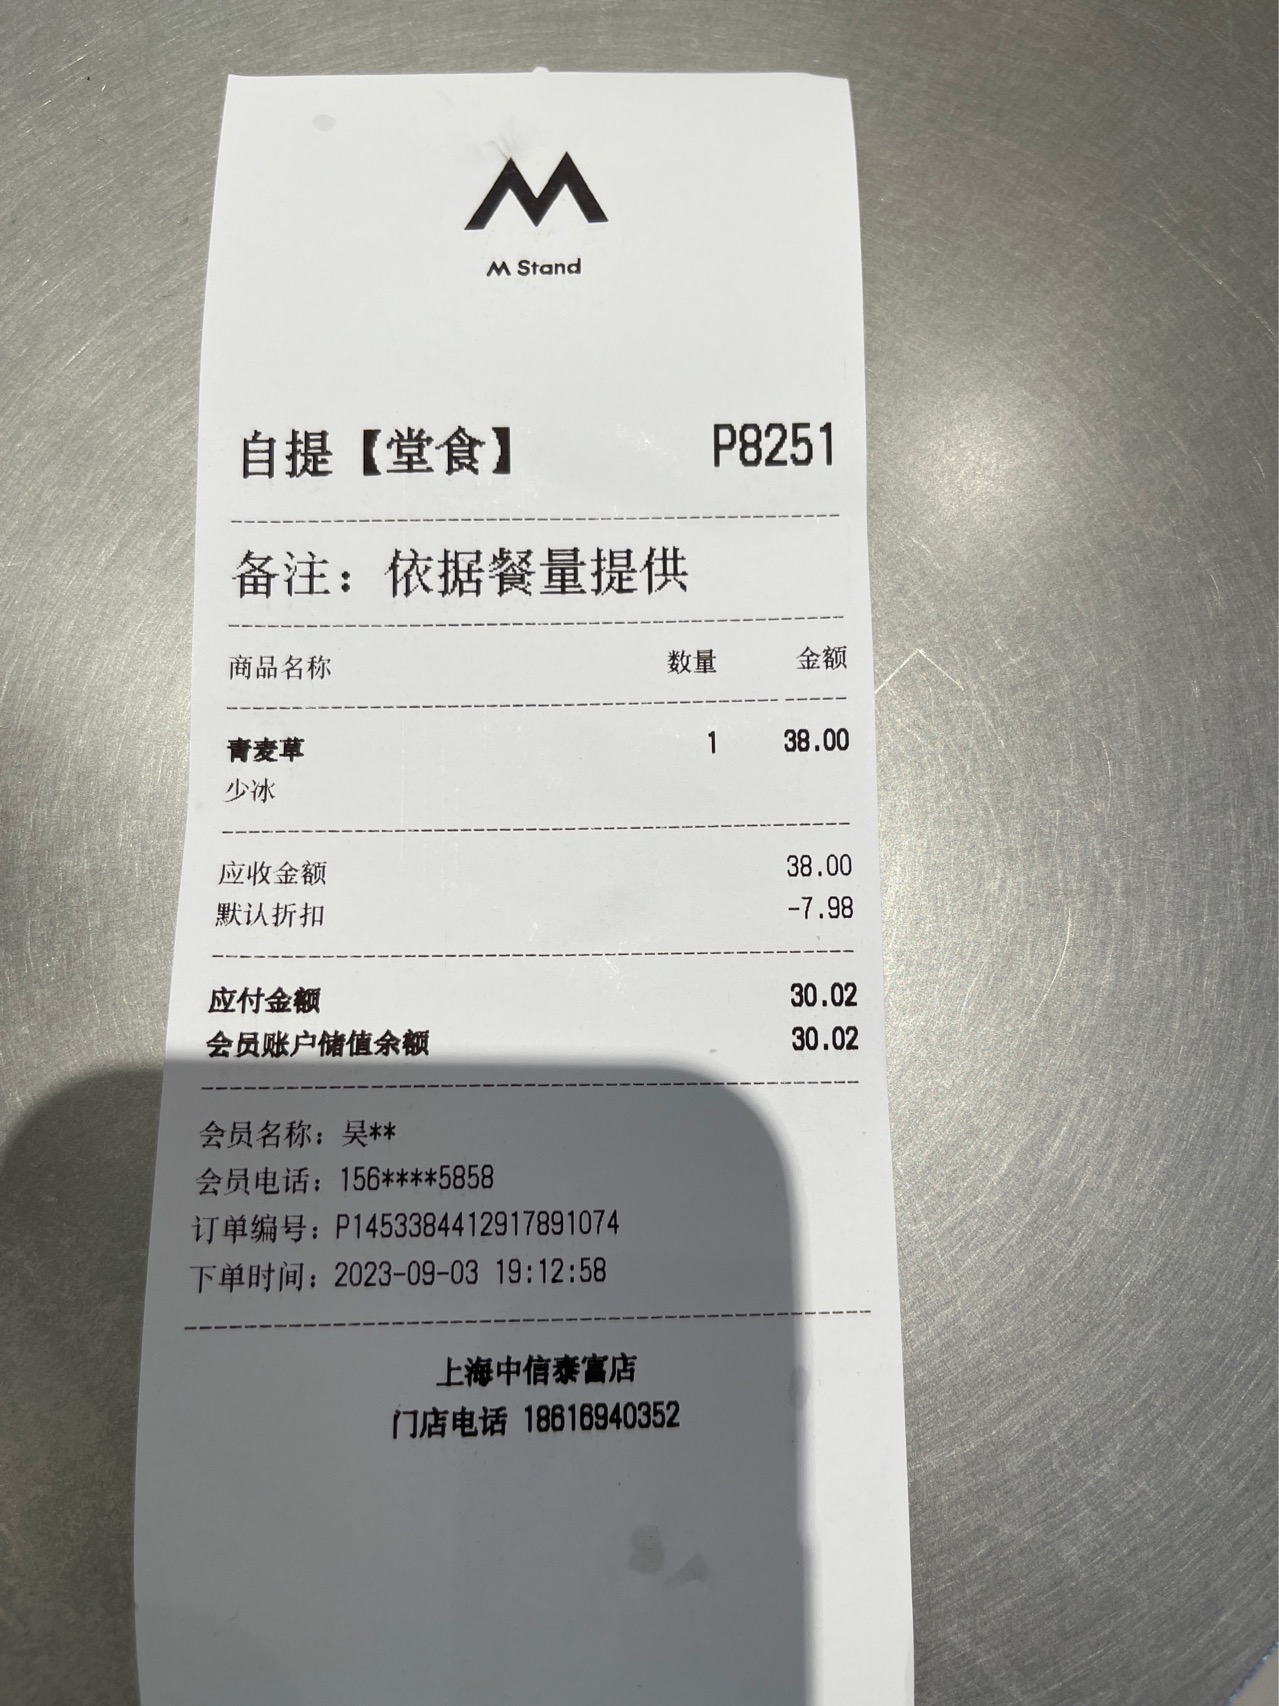 M Stand
自提【堂食】 P8251
备注：依据餐量提供
商品名称 数量 金额
青麦草 1 38.00
少冰
应收金额 38.00
默认折扣 -7.98
应付金额 30.02
会员账户储值余额 30.02
会员名称：吴**
会员电话：156****5858
订单编号：P1453384412917891074
下单时间：2023-09-03 19:12:58
上海中信泰富店
门店电话 18616940352